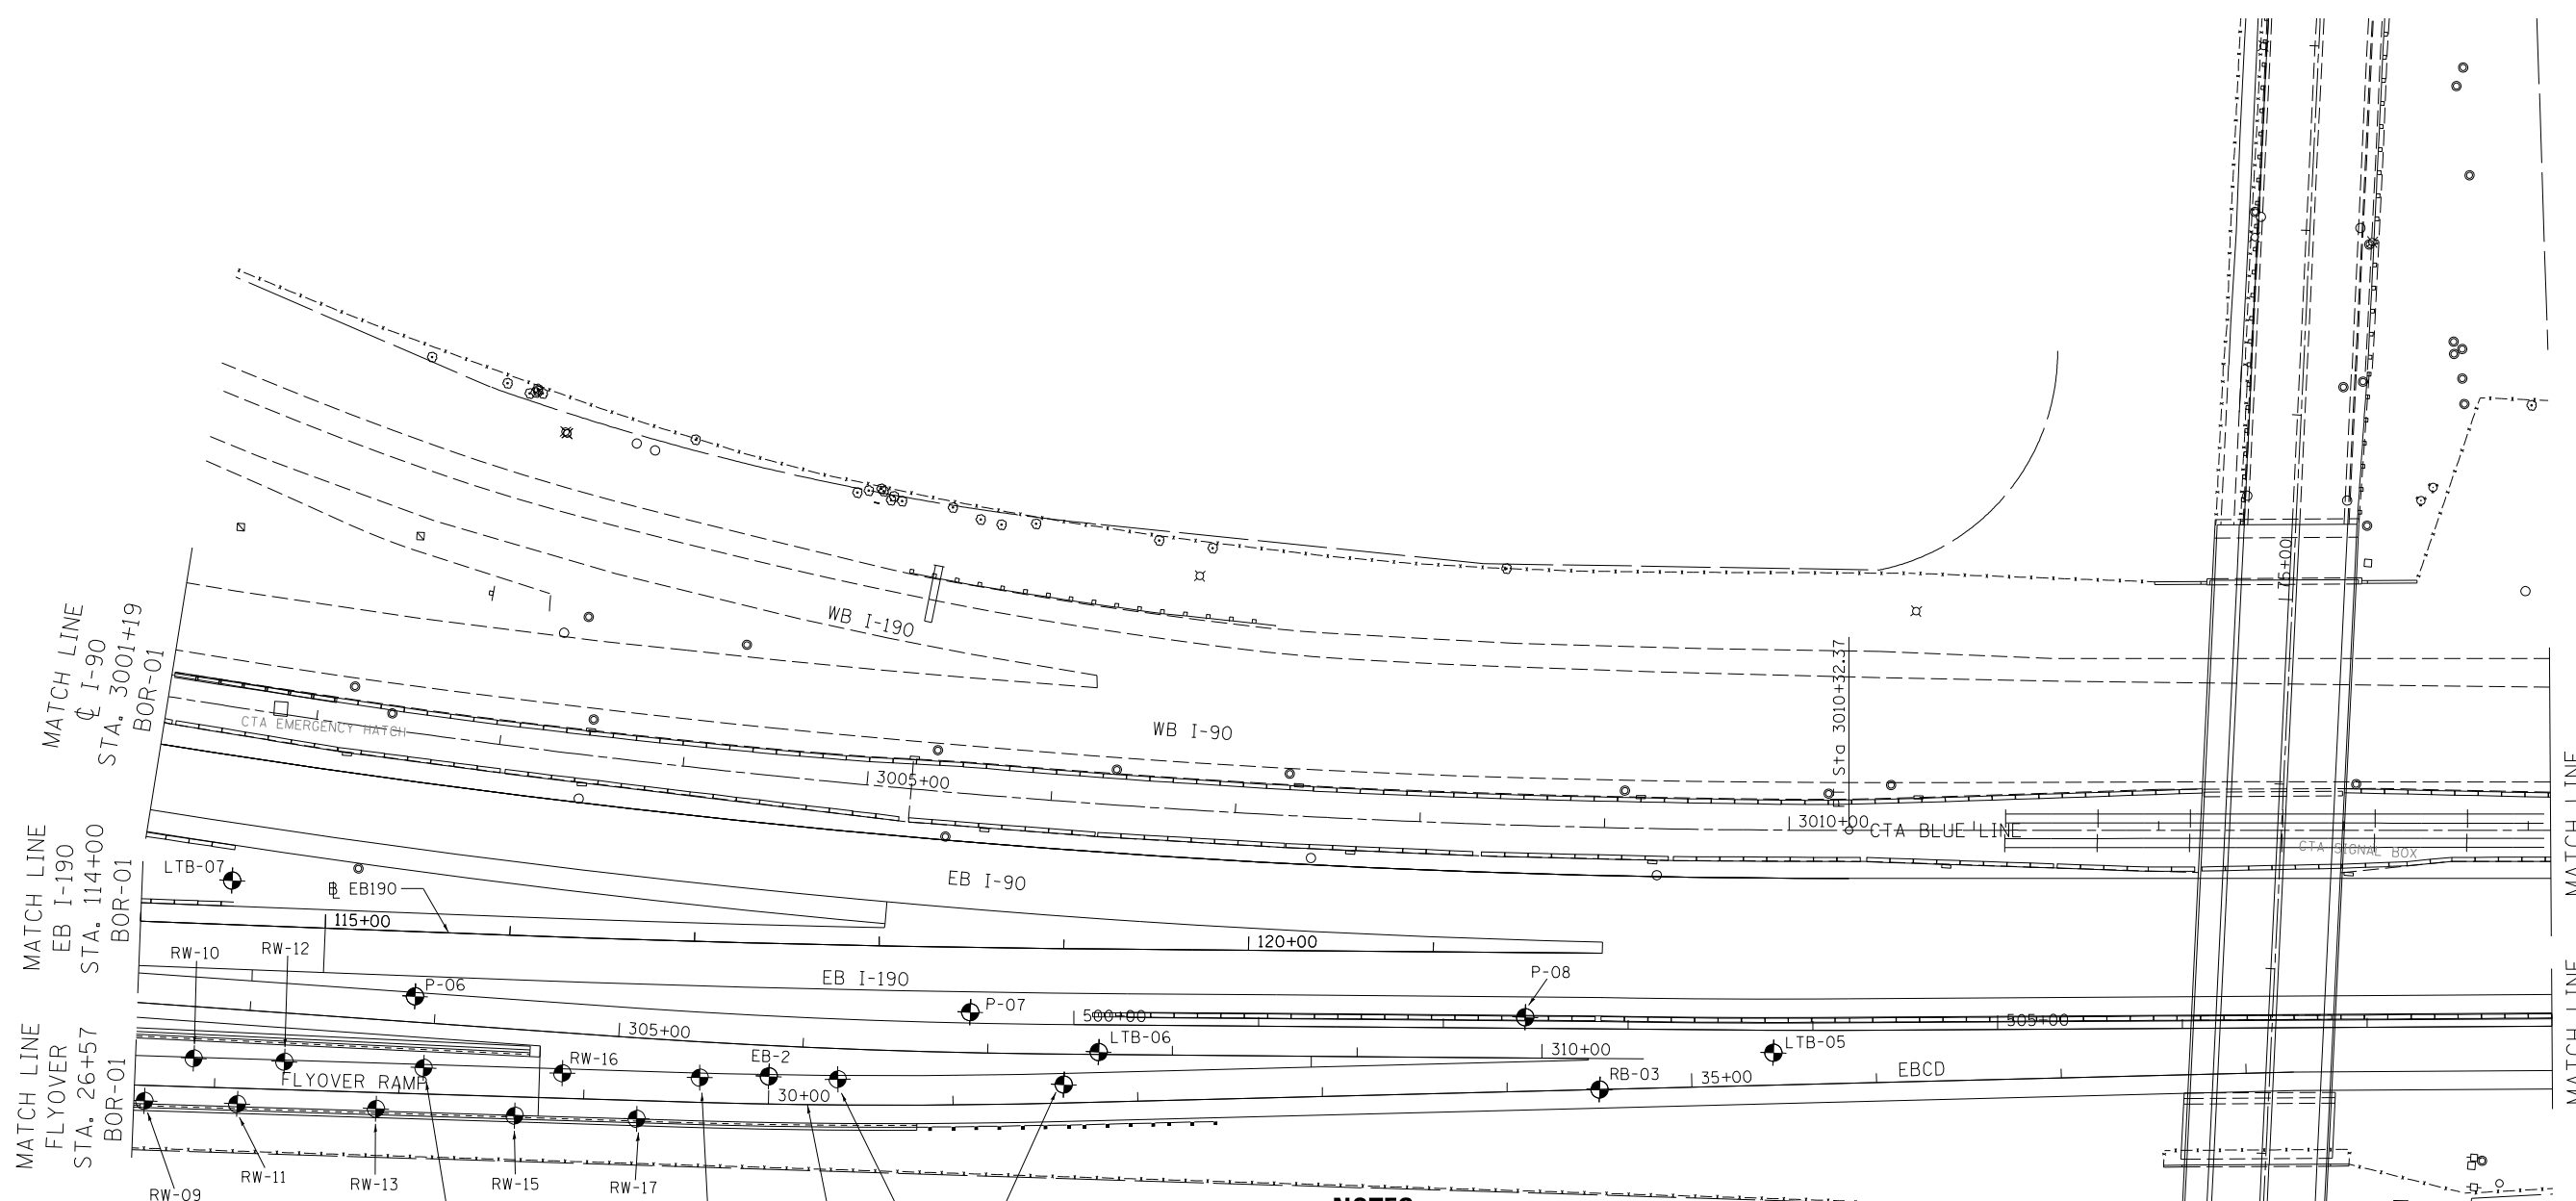 MATCH LINE
℄ I-90
STA. 3001+19
BOR-01
MATCH LINE
EB I-190
STA. 114+00
BOR-01
MATCH LINE
FLYOVER
STA. 26+57
BOR-01
WB I-190
CTA EMERGENCY HATCH
WB I-90
3005+00
Sta 3010+32.37
3010+00
CTA BLUE LINE
CTA SIGNAL BOX
75+00
MATCH LINE
LTB-07
EB190
EB I-90
115+00
120+00
RW-10
RW-12
EB I-190
P-06
P-07
P-08
500+00
505+00
305+00
LTB-06
310+00
LTB-05
RW-16
EB-2
FLYOVER RAMP
30+00
RB-03
35+00
EBCD
MATCH LINE
RW-09
RW-11
RW-13
RW-15
RW-17
NOTES